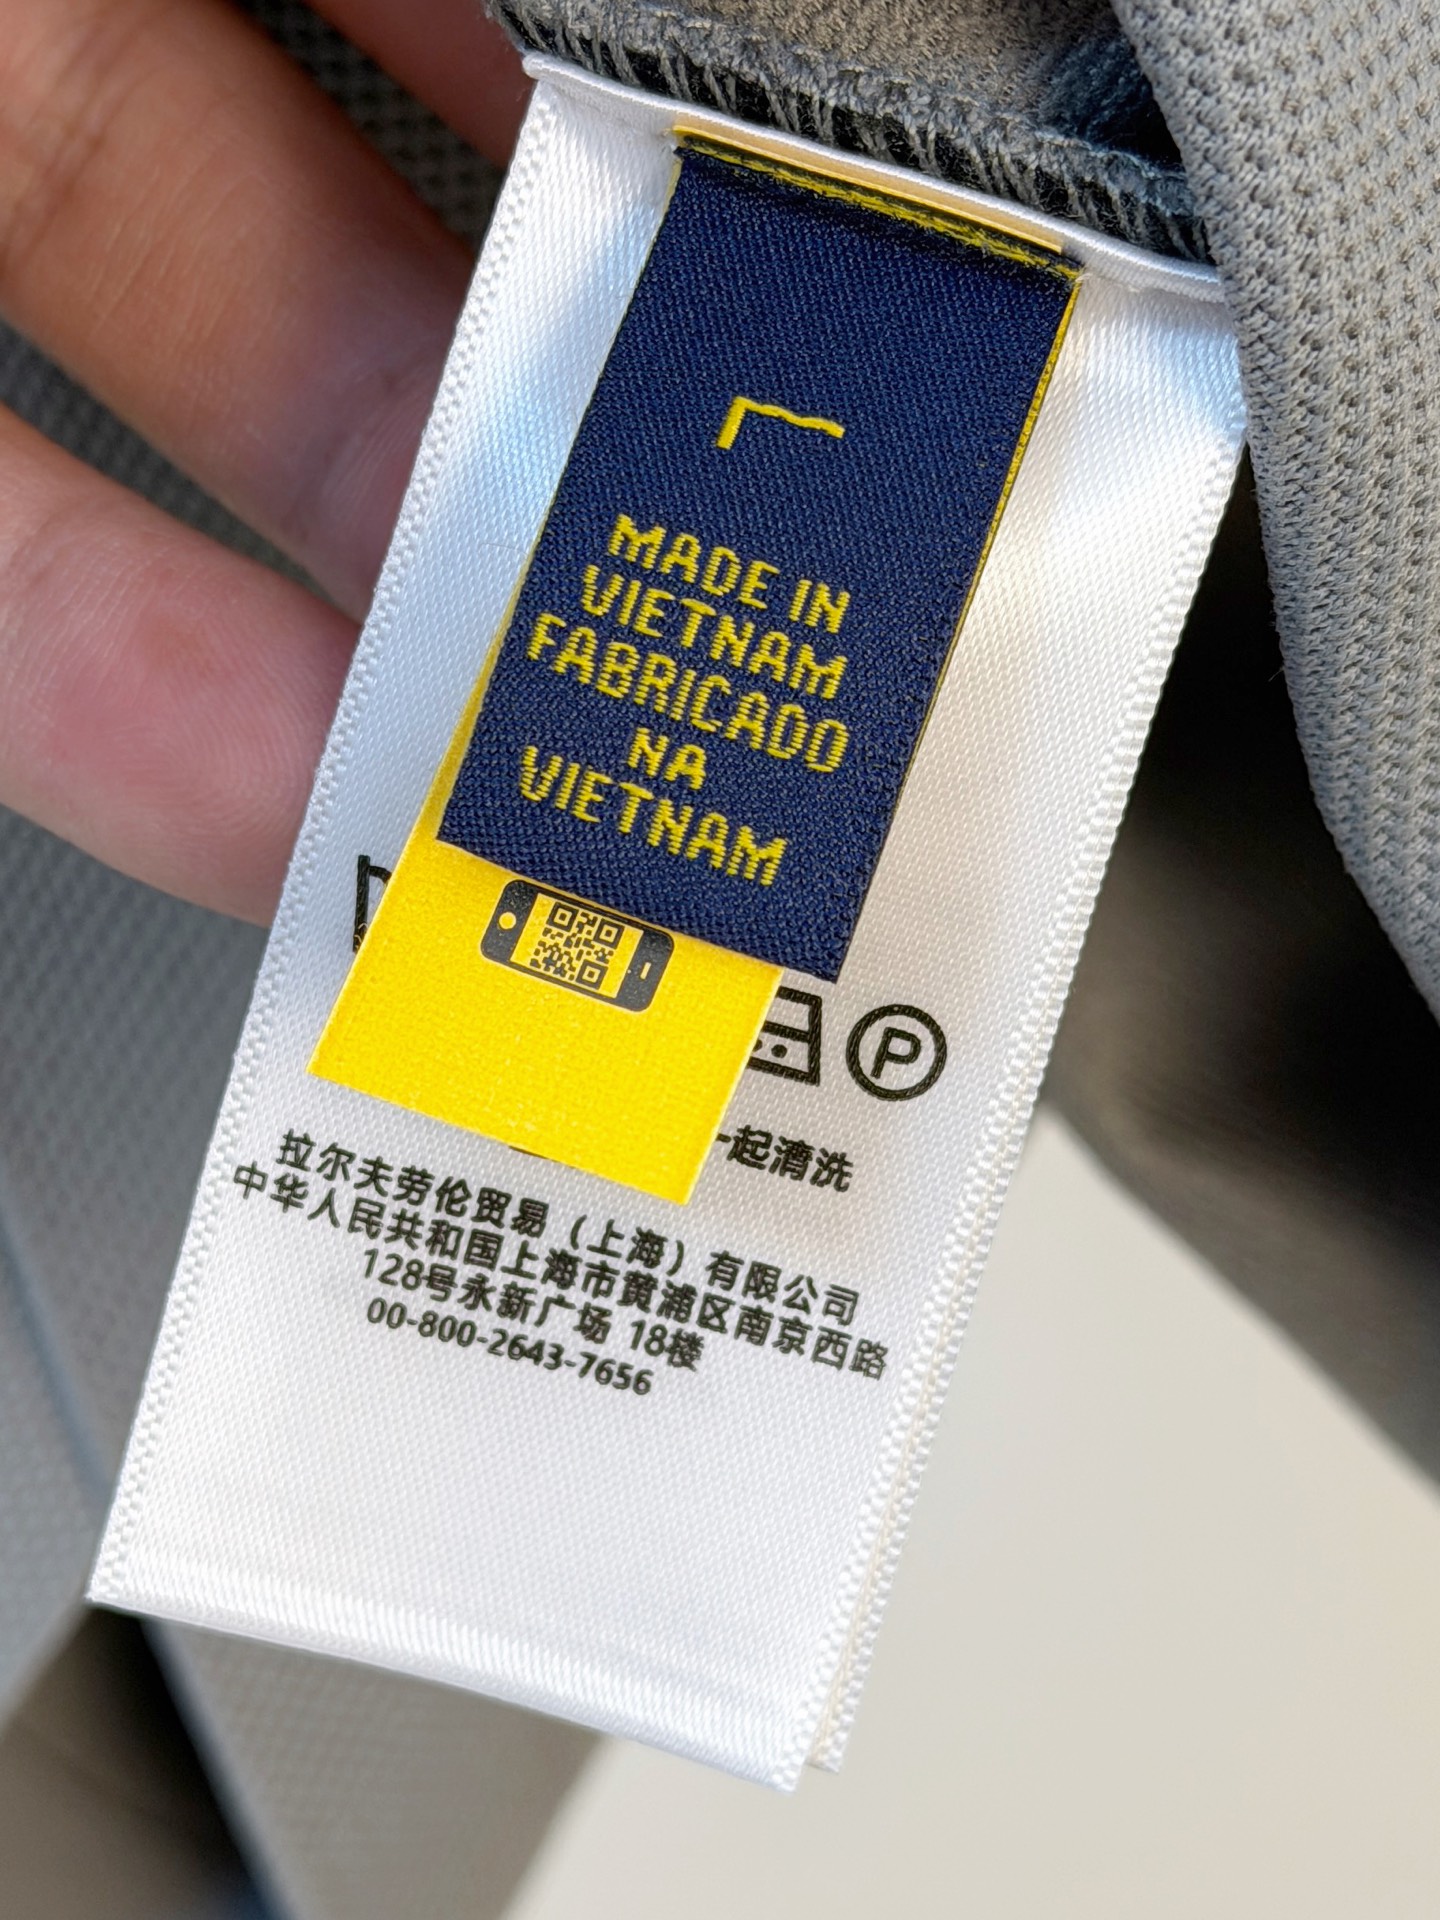 MADE IN
VIETNAM
FABRICADO
NA
VIETNAM
P
一起清洗
拉尔夫劳伦贸易（上海）有限公司
中华人民共和国上海市黄浦区南京西路
128号永新广场 18楼
00-800-2643-7656